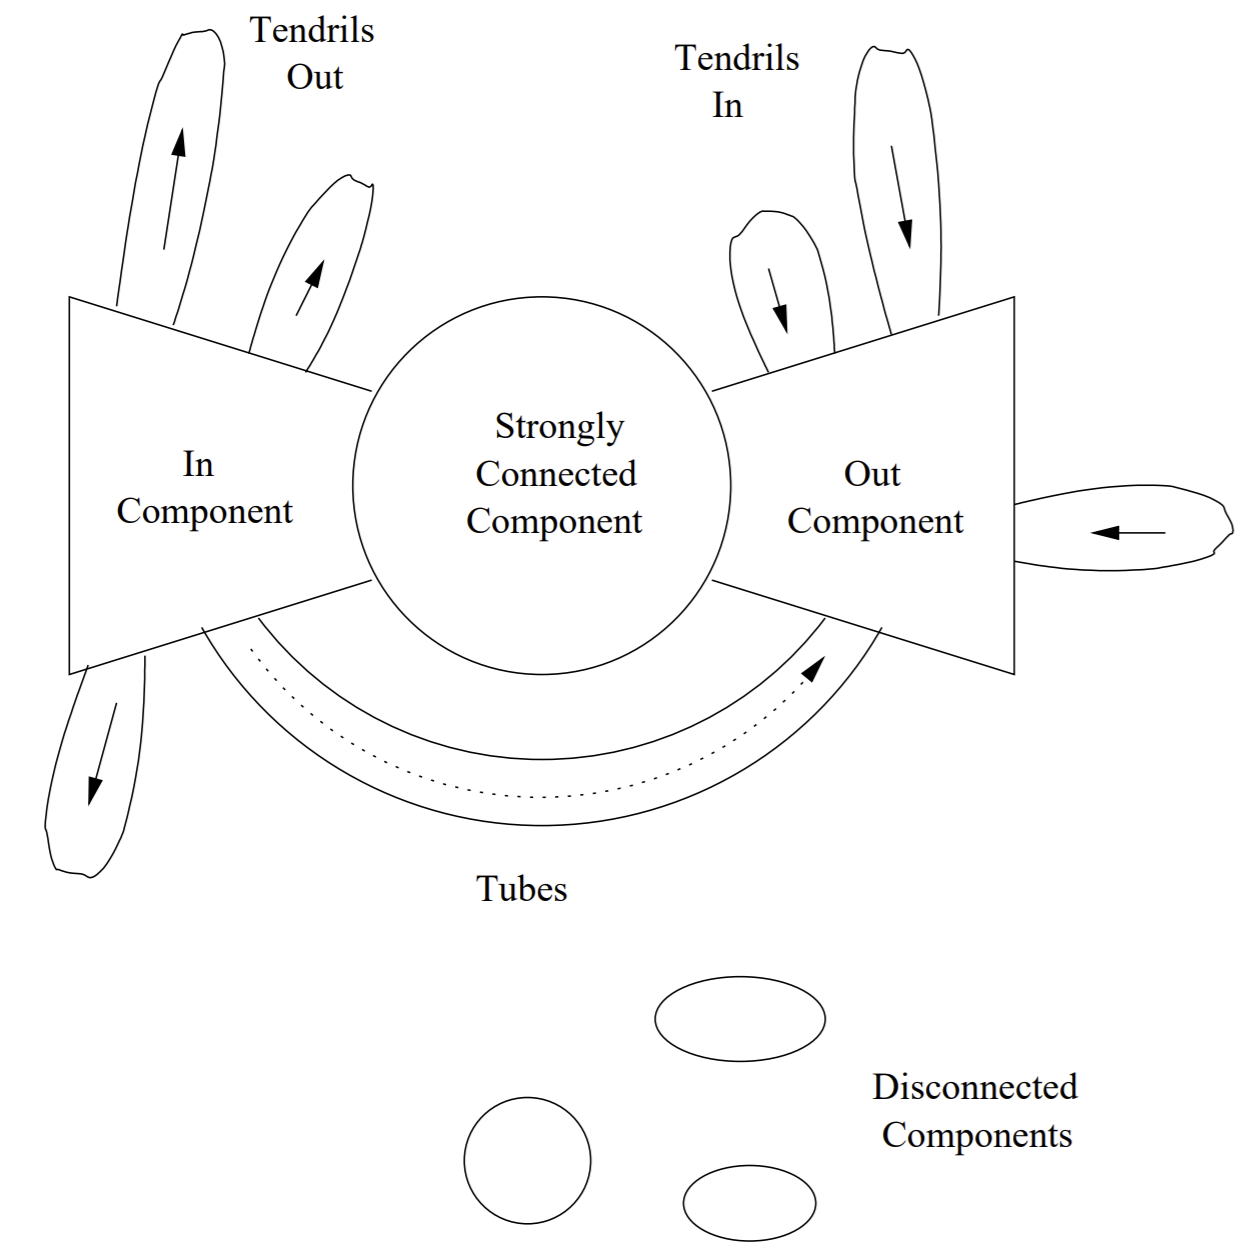 Tendrils
Out
Tendrils
In
In
Component
Strongly
Connected
Component
Out
Component
Tubes
Disconnected
Components